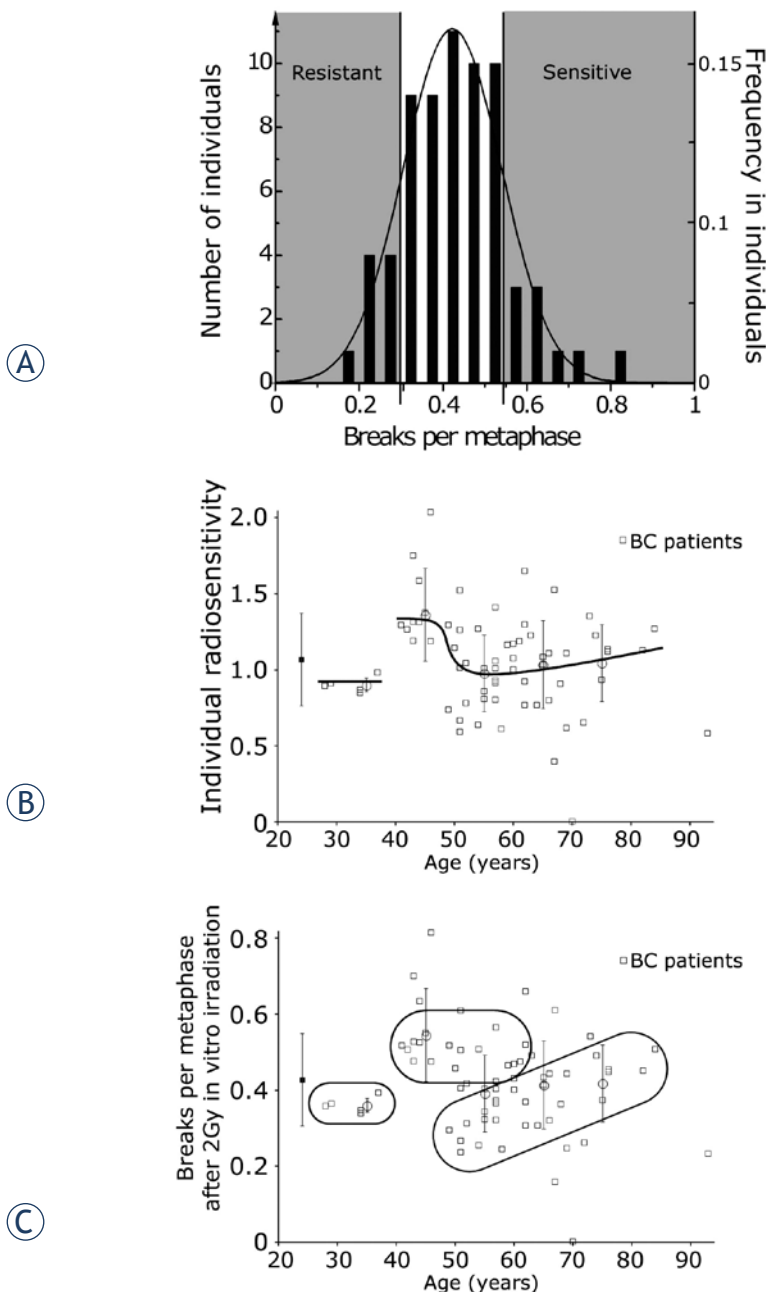 A
Number of individuals
10
8
6
4
2
0
Resistant
Sensitive
0.15
0.1
0
Frequency in individuals
0
0.2
0.4
0.6
0.8
1
Breaks per metaphase
B
Individual radiosensitivity
2.0
1.5
1.0
0.5
0
BC patients
20
30
40
50
60
70
80
90
Age (years)
C
Breaks per metaphase
after 2Gy in vitro irradiation
0.8
0.6
0.4
0.2
0
BC patients
20
30
40
50
60
70
80
90
Age (years)